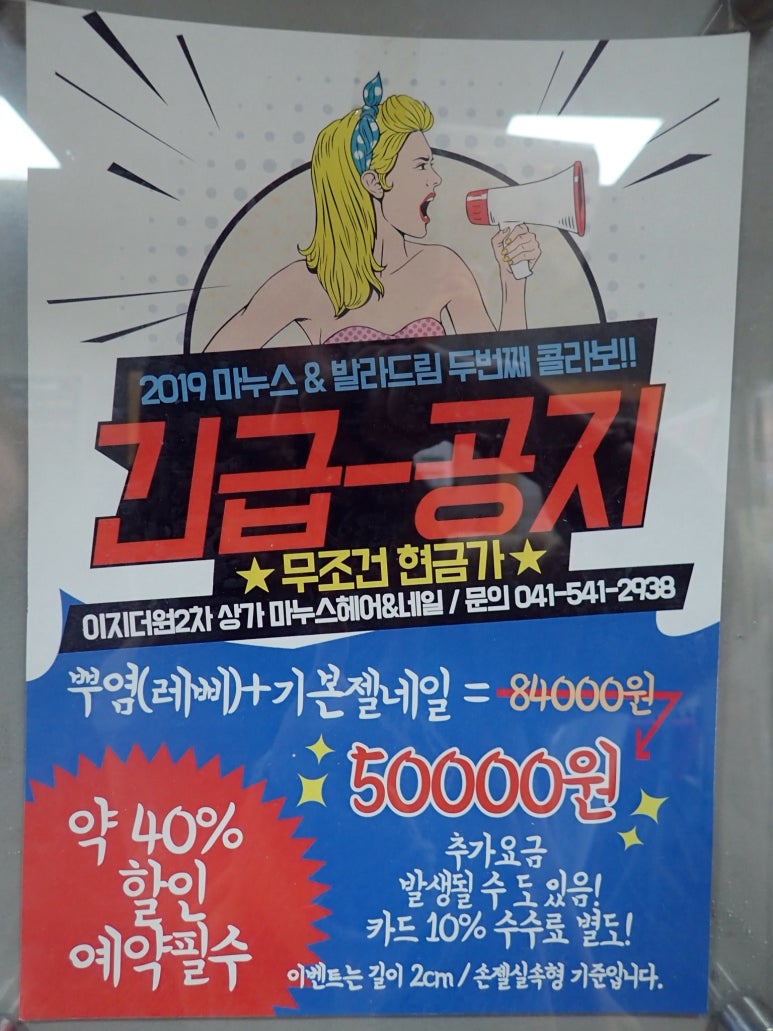 2019 마누스 & 발라드림 두번째 콜라보!!
긴급-공지
★무조건 현금가★
이지더원2차 상가 마누스헤어&네일 / 문의 041-541-2938
뿌염(레삐)+기본젤네일 = 84000원
50000원
약 40%
할인
예약필수
추가요금
발생될 수 도 있음!
카드 10% 수수료 별도!
이벤트는 길이 2cm / 손젤실속형 기준입니다.